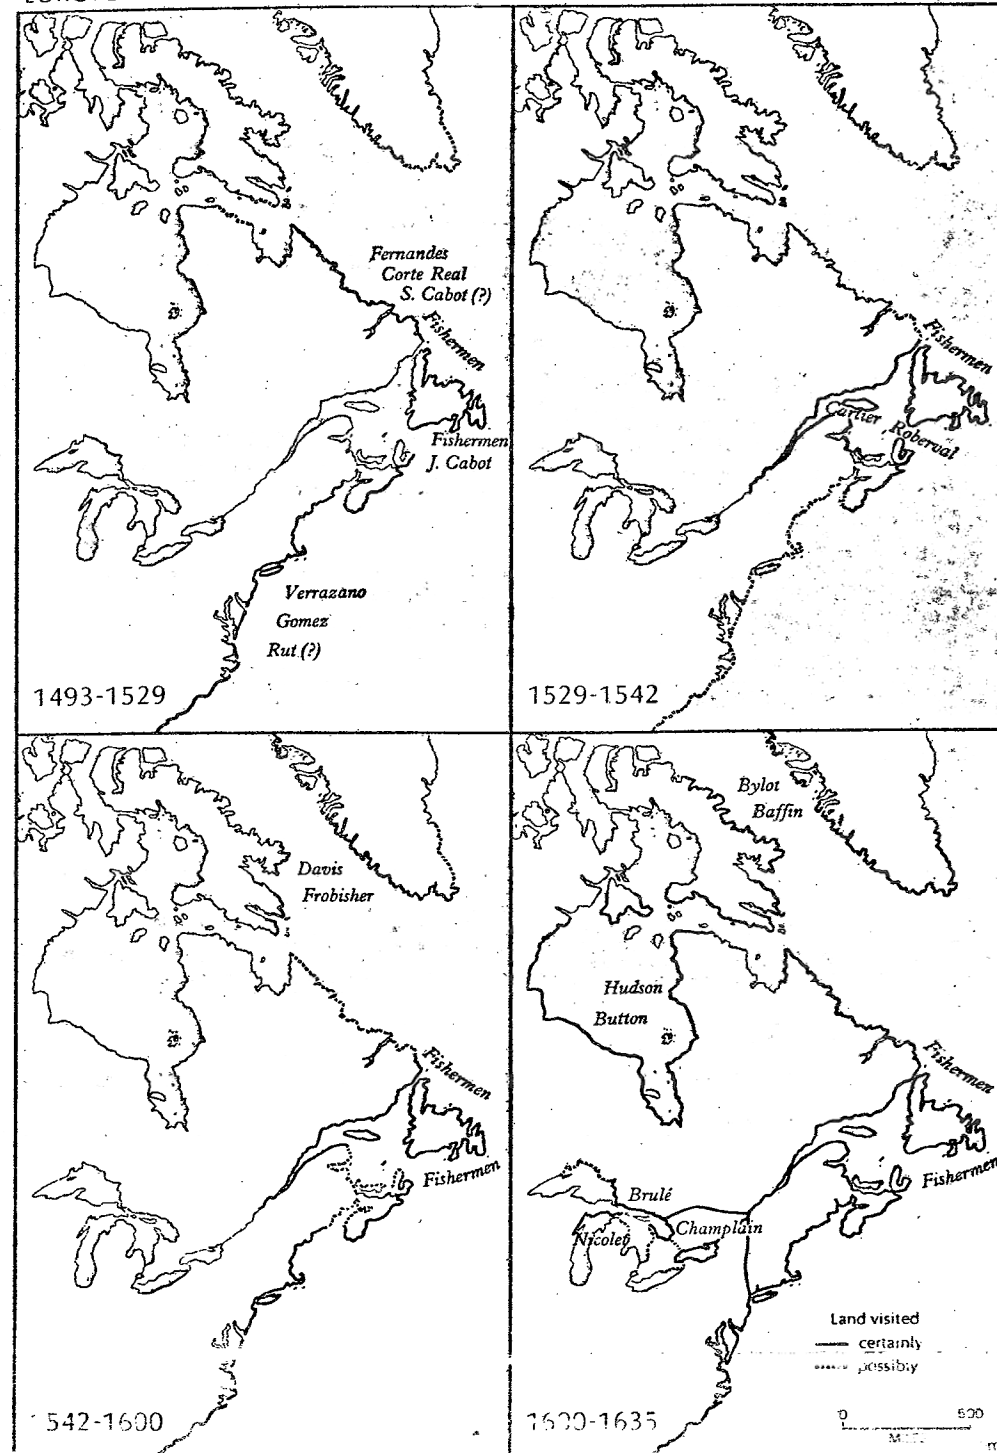 Fernandes
Corte Real
S. Cabot (?)
Fishermen
Fishermen
J. Cabot
Verrazano
Gomez
Rut (?)
1493-1529
Fishermen
Cartier Roberval
1529-1542
Davis
Frobisher
Fishermen
Fishermen
542-1600
Bylot
Baffin
Hudson
Button
Fishermen
Fishermen
Brulé
Champlain
Nicolet
Land visited
certainly
possibly
0 500
1600-1635